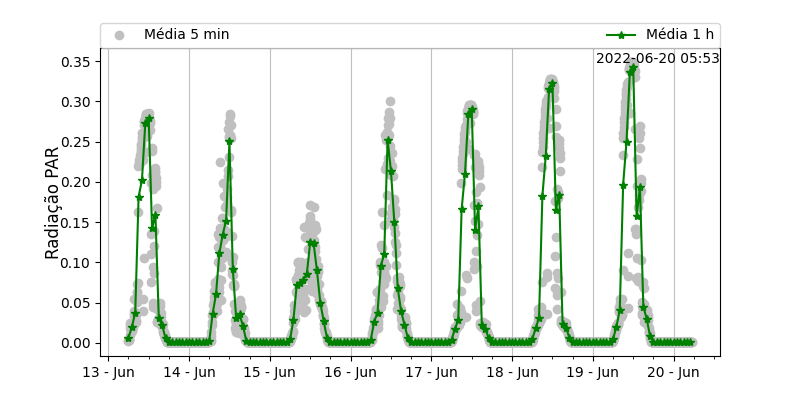 Média 5 min
Média 1 h
2022-06-20 05:53
Radiação PAR
0.35
0.30
0.25
0.20
0.15
0.10
0.05
0.00
13 - Jun
14 - Jun
15 - Jun
16 - Jun
17 - Jun
18 - Jun
19 - Jun
20 - Jun